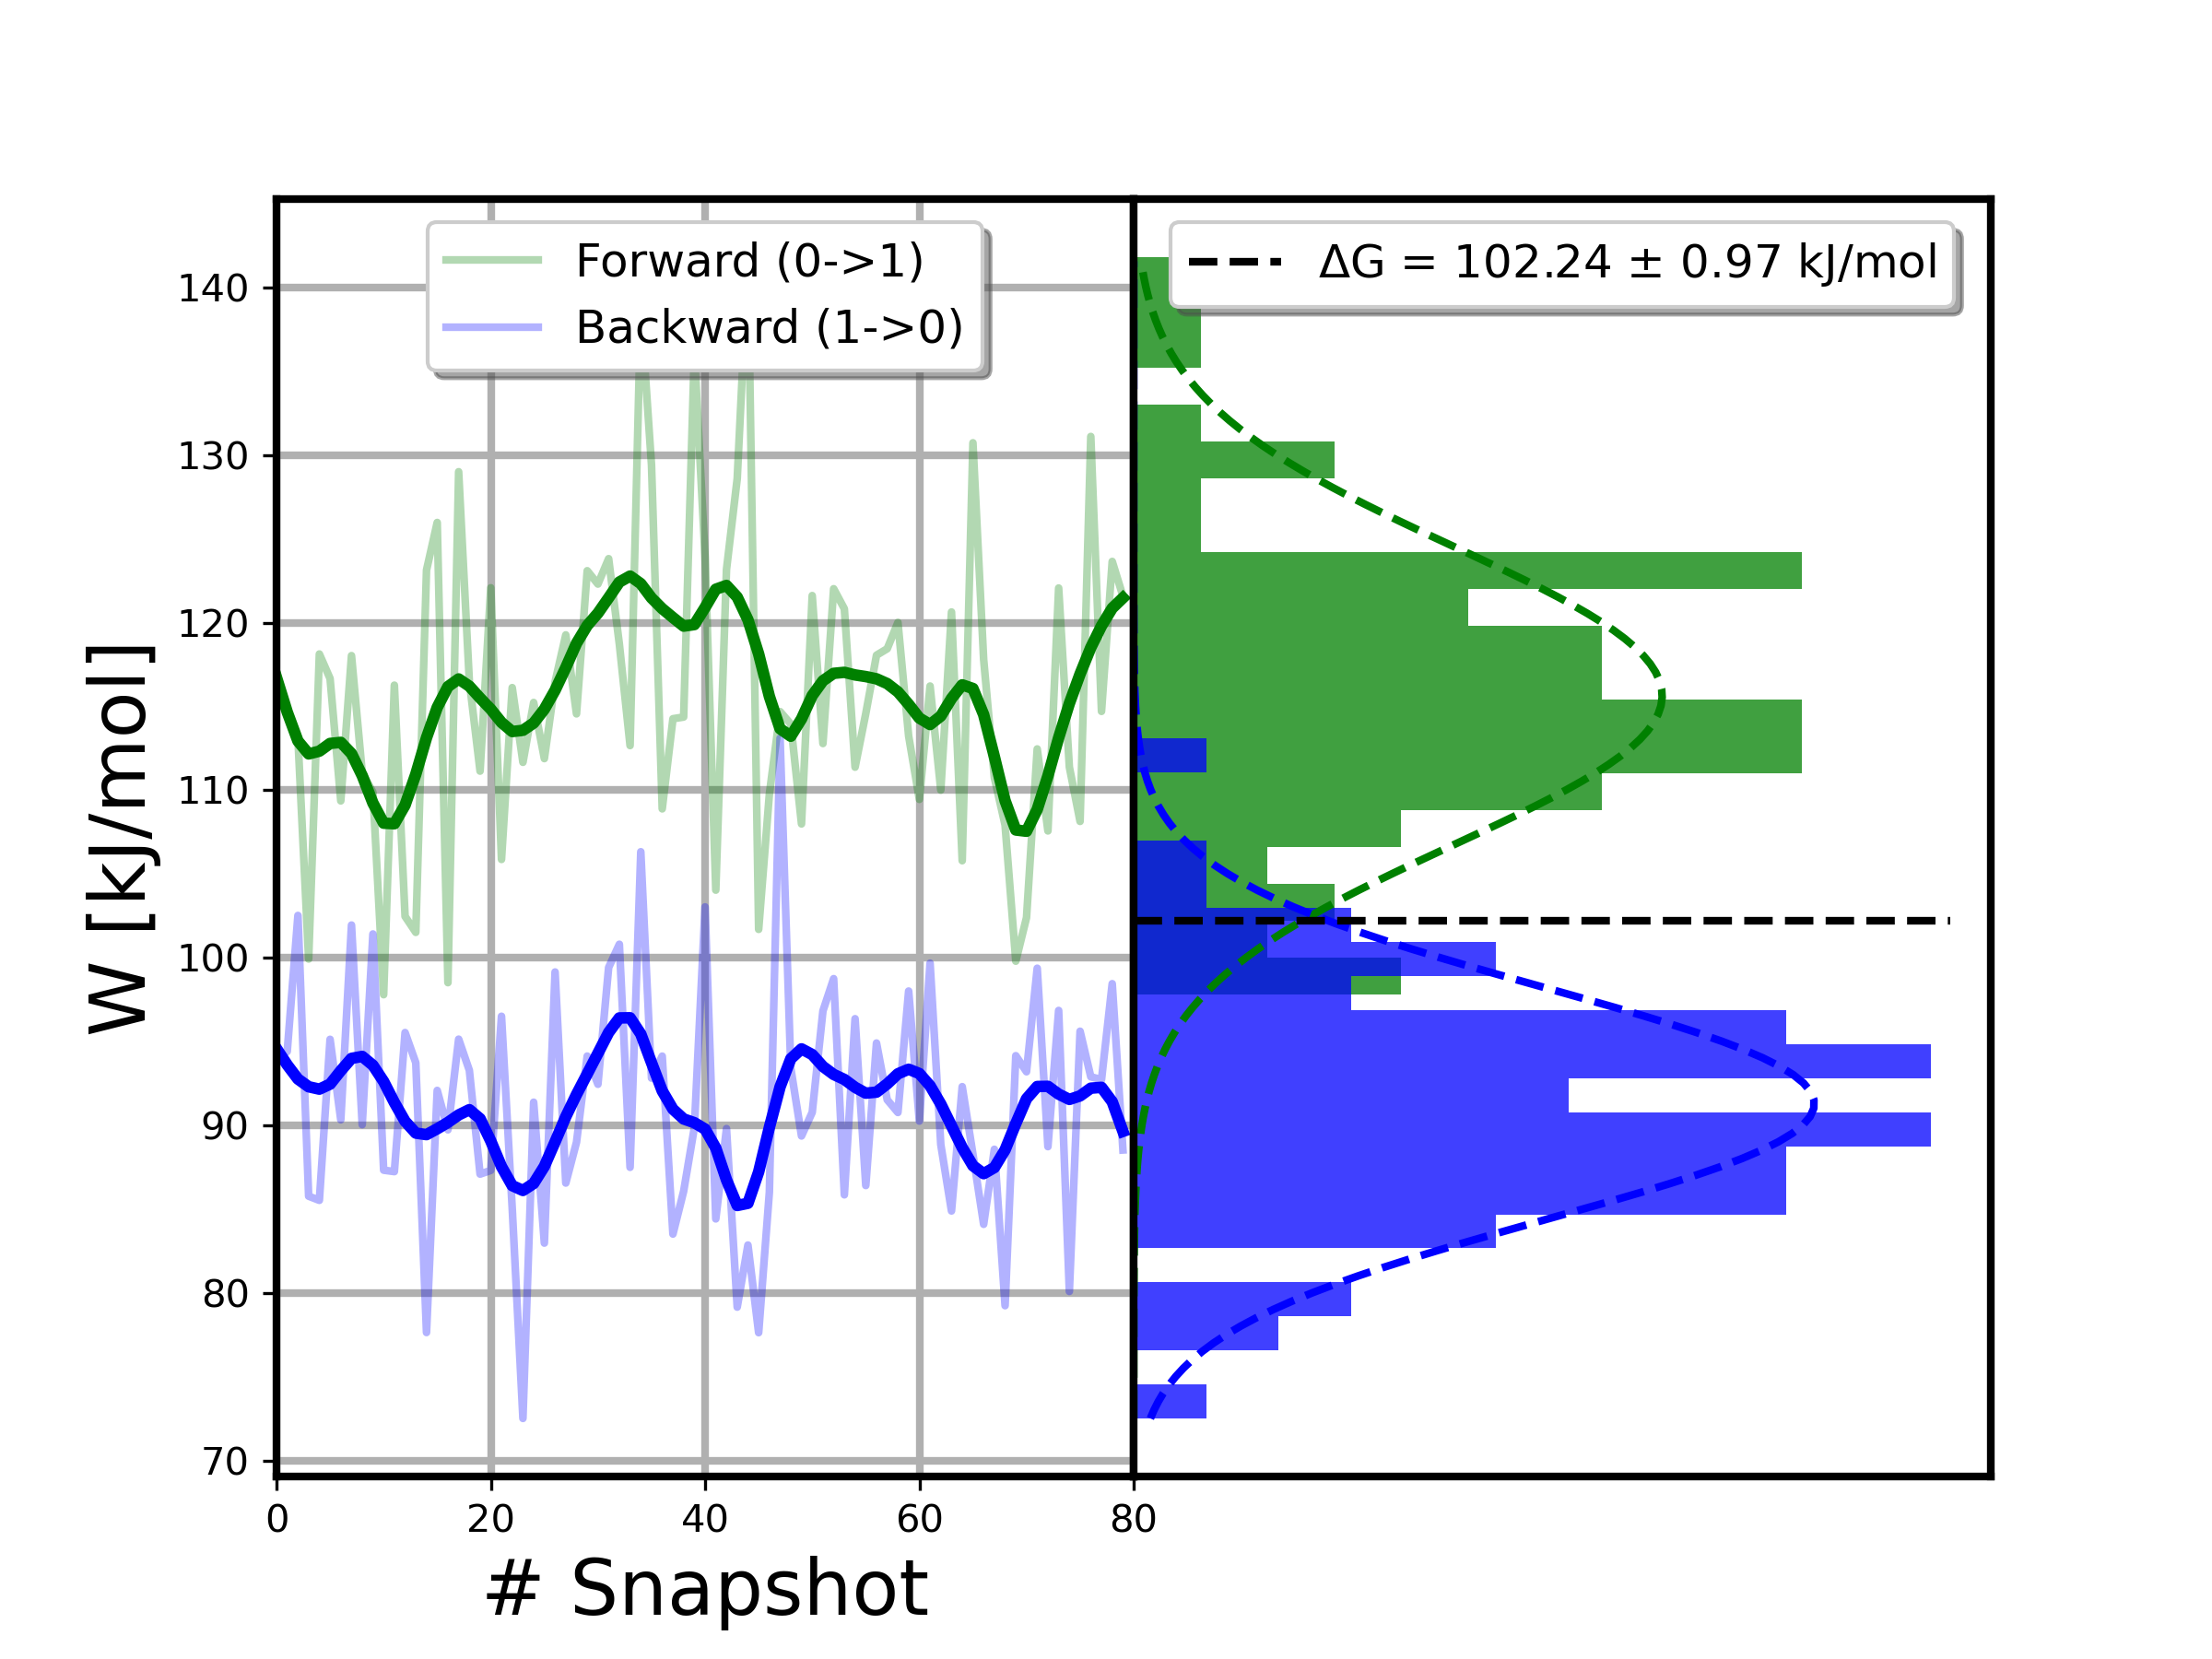 Forward (0->1)
Backward (1->0)
ΔG = 102.24 ± 0.97 kJ/mol
W [kJ/mol]
140
130
120
110
100
90
80
70
0 20 40 60 80
# Snapshot